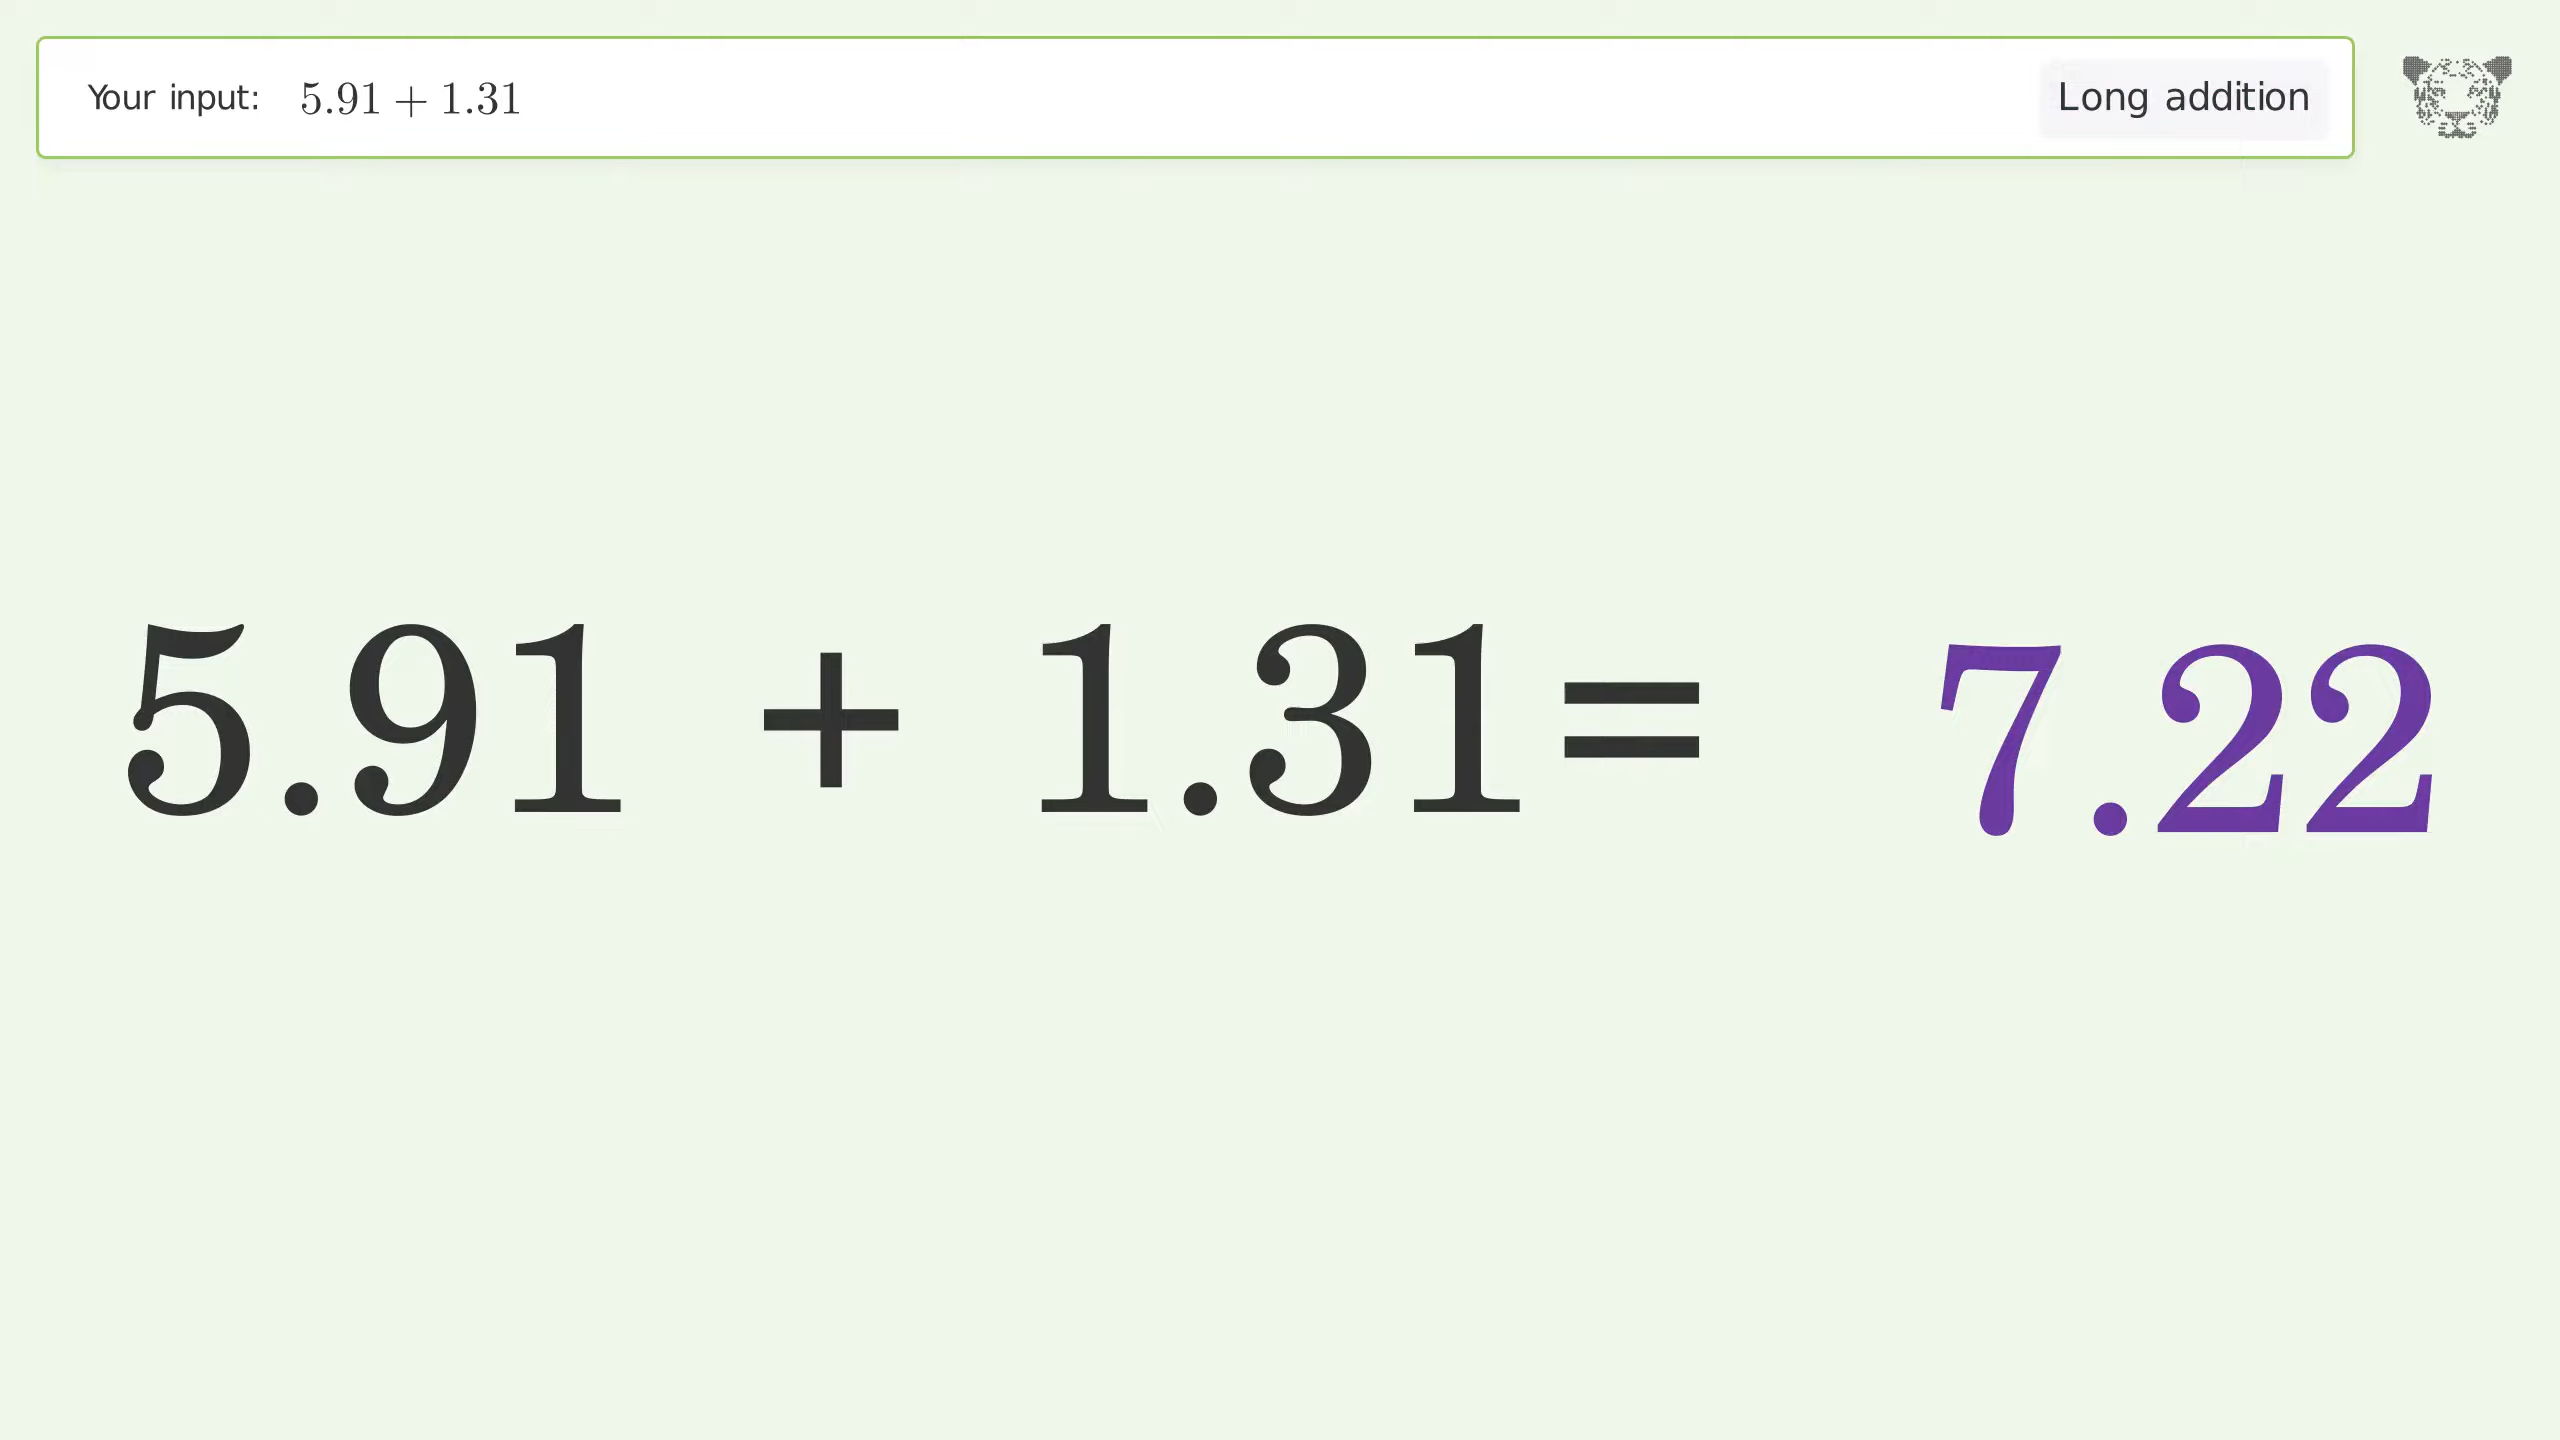 Your input: 5.91 + 1.31 Long addition
5.91 + 1.31 = 7.22